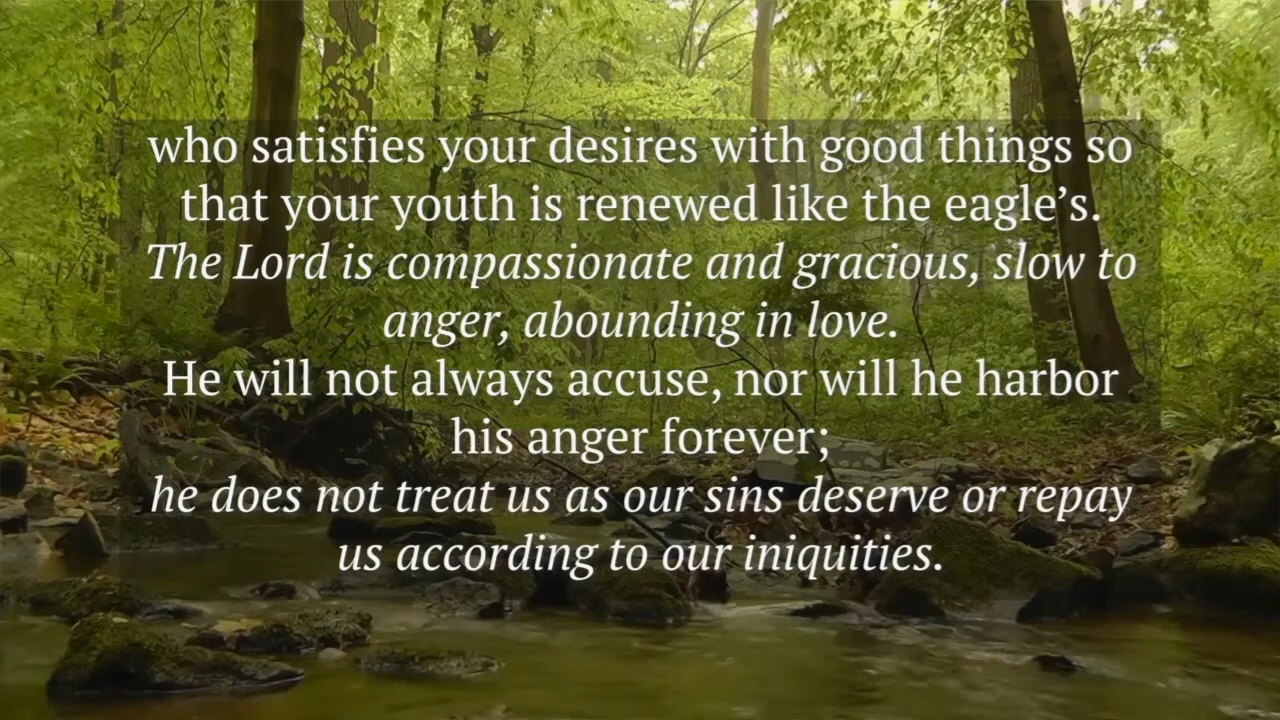 who satisfies your desires with good things so
that your youth is renewed like the eagle’s.
The Lord is compassionate and gracious, slow to
anger, abounding in love.
He will not always accuse, nor will he harbor
his anger forever;
he does not treat us as our sins deserve or repay
us according to our iniquities.